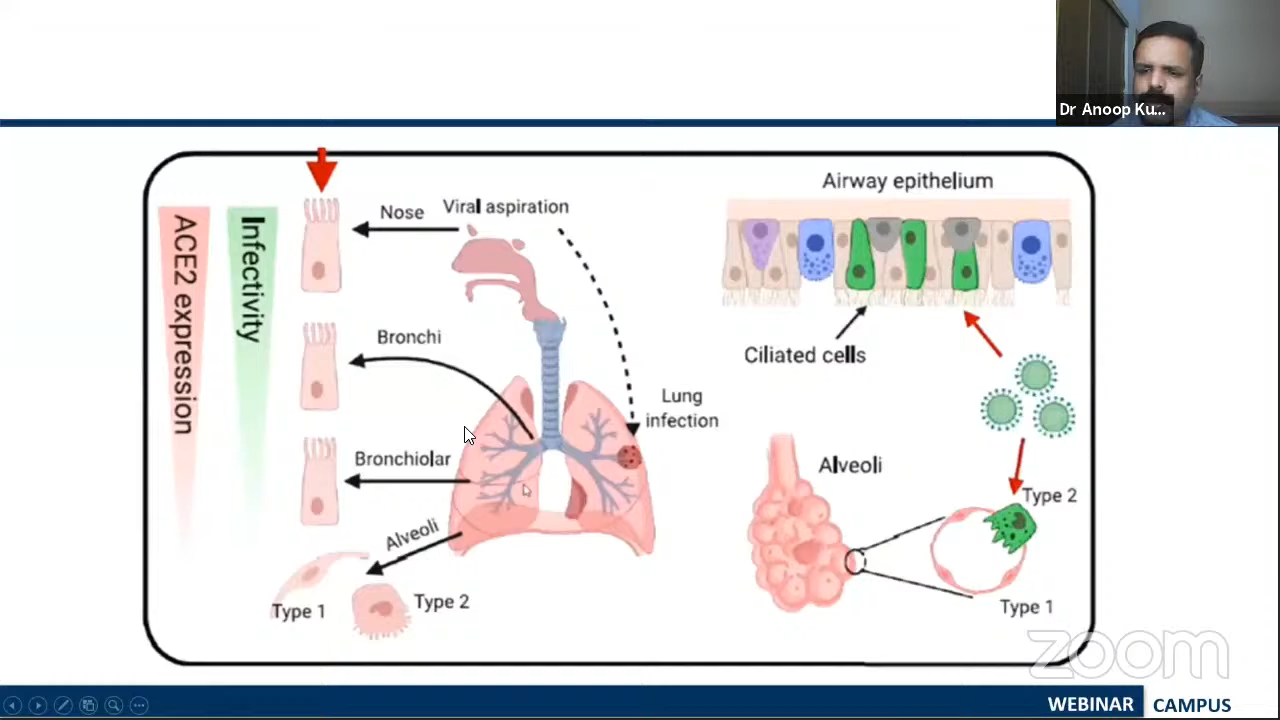 Dr Anoop Ku...
ACE2 expression
Infectivity
Nose
Viral aspiration
Bronchi
Lung
infection
Bronchiolar
Alveoli
Type 1
Type 2
Airway epithelium
Ciliated cells
Alveoli
Type 2
Type 1
zoom
WEBINAR CAMPUS